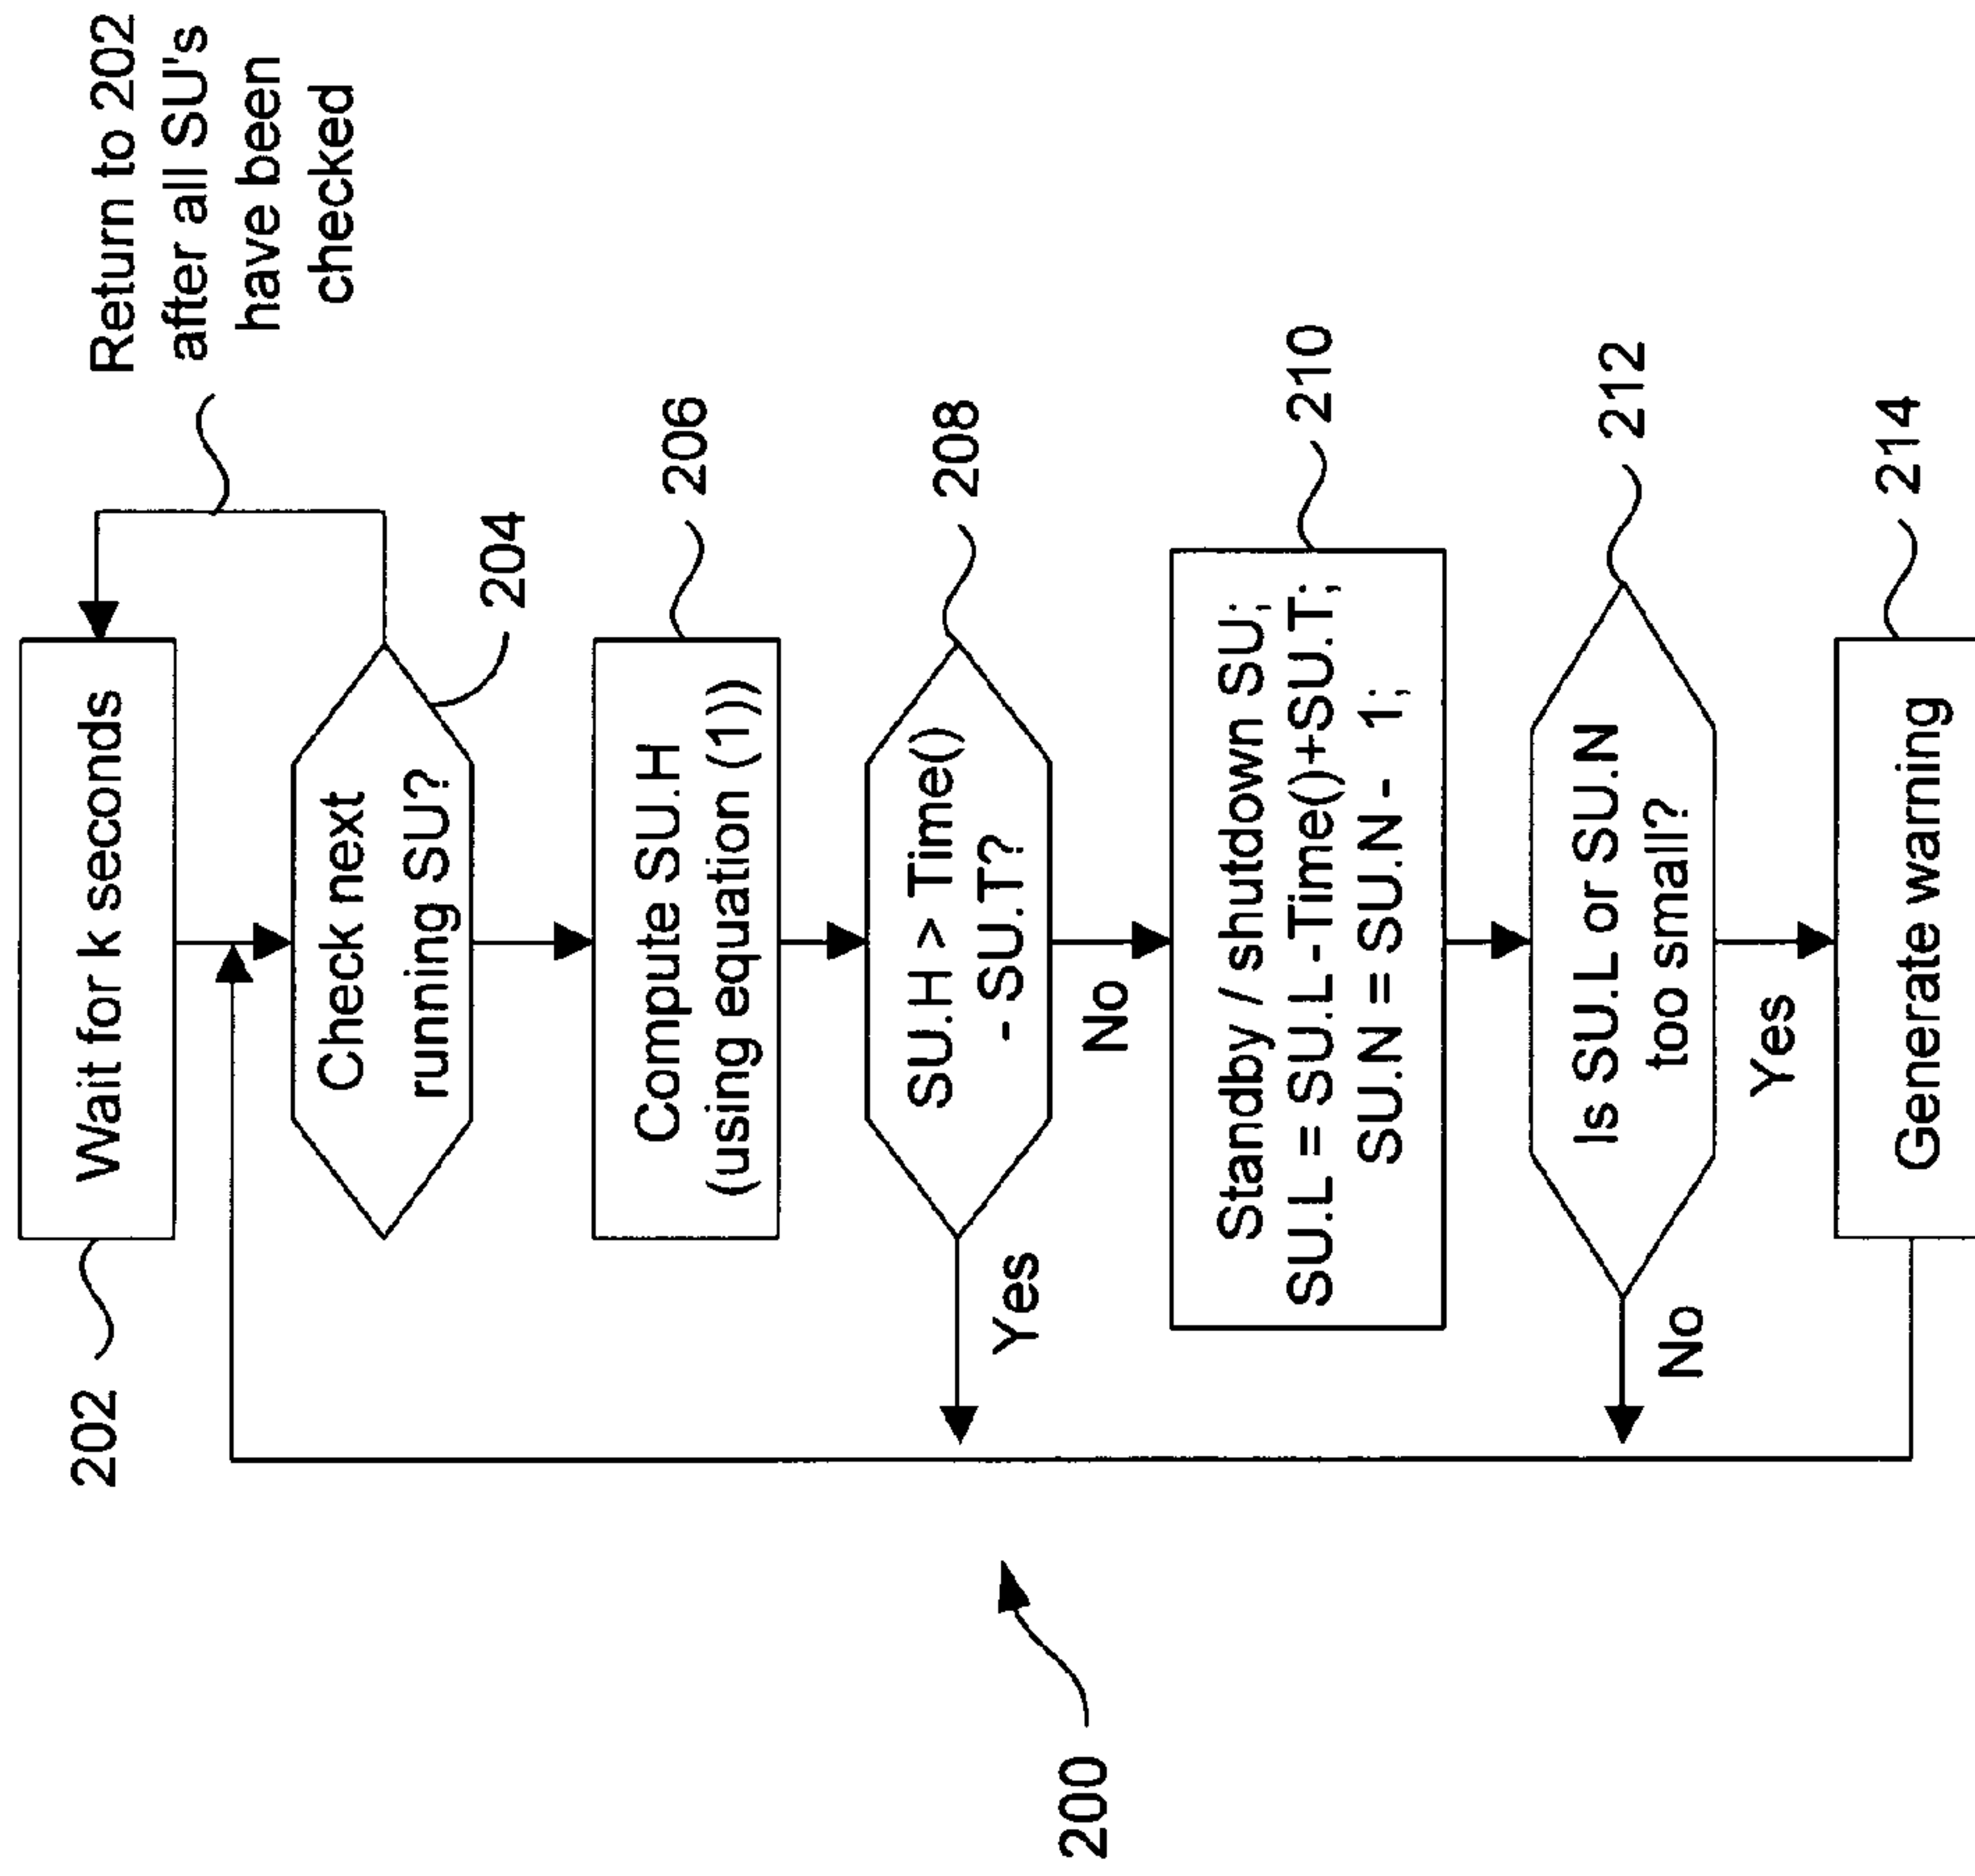 Return to 202
after all SU's
have been
checked
202
Wait for k seconds
Check next
running SU?
204
Compute SU.H
(using equation (1))
206
SU.H > Time()
- SU.T?
208
Yes
No
Standby / shutdown SU;
SU.L = SU.L-Time()+SU.T;
SU.N = SU.N - 1;
210
Is SU.L or SU.N
too small?
212
No
Yes
Generate warning
214
200